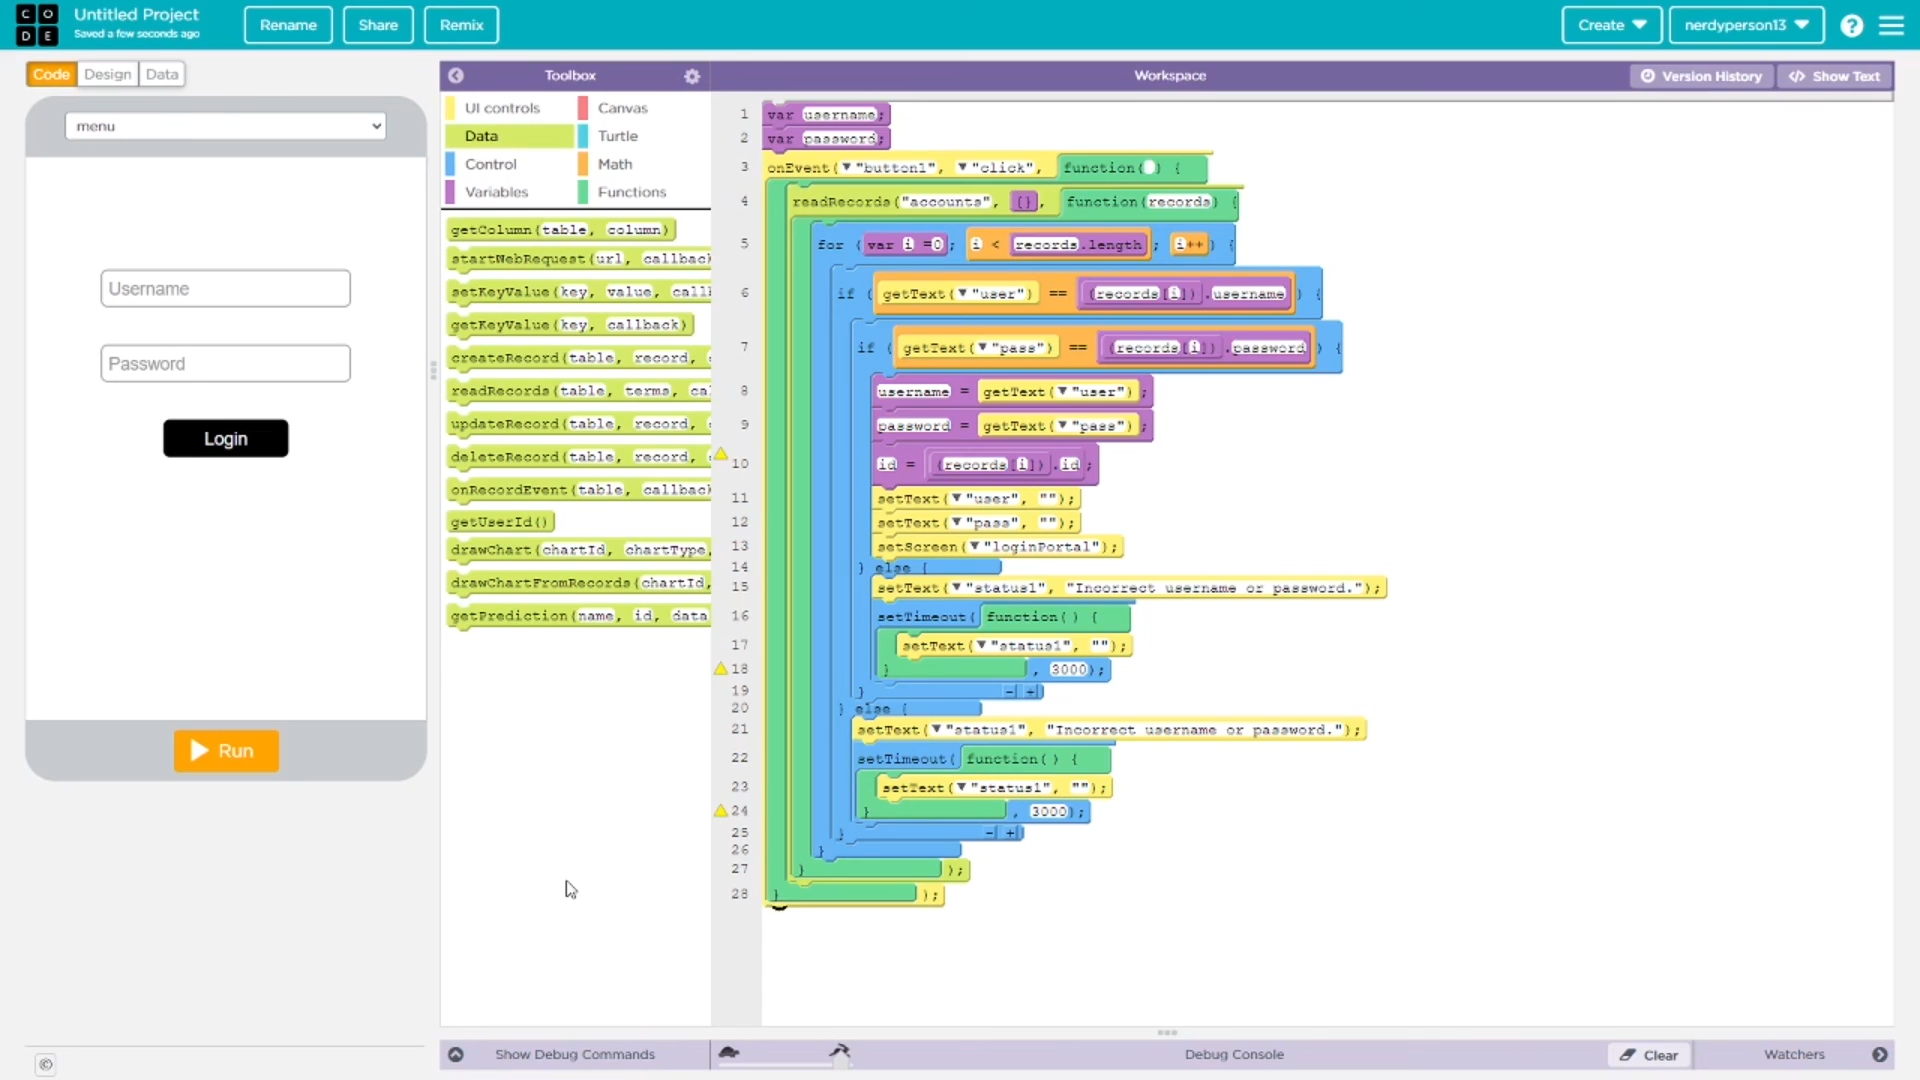 CO
DE
Untitled Project
Saved a few seconds ago
Rename
Share
Remix
Create
nerdyperson13
?
Code
Design
Data
menu
Username
Password
Login
Run
©
Toolbox
UI controls
Canvas
Data
Turtle
Control
Math
Variables
Functions
getColumn(table, column)
startWebRequest(url, callback
setKeyValue(key, value, call
getKeyValue(key, callback)
createRecord(table, record,
readRecords(table, terms, ca
updateRecord(table, record,
deleteRecord(table, record,
onRecordEvent(table, callback
getUserId()
drawChart(chartId, chartType,
drawChartFromRecords(chartId,
getPrediction(name, id, data
Show Debug Commands
Workspace
Version History
</> Show Text
1 var username;
2 var password;
3 onEvent(▼"button1", ▼"click", function( ) {
4 readRecords("accounts", {}, function(records) {
5 for (var i =0; i < records.length; i++) {
6 if (getText(▼"user") == (records[i]).username) {
7 if (getText(▼"pass") == (records[i]).password) {
8 username = getText(▼"user");
9 password = getText(▼"pass");
10 id = (records[i]).id;
11 setText(▼"user", "");
12 setText(▼"pass", "");
13 setScreen(▼"loginPortal");
14 } else {
15 setText(▼"status1", "Incorrect username or password.");
16 setTimeout(function() {
17 setText(▼"status1", "");
18 }, 3000);
19 } - +
20 } else {
21 setText(▼"status1", "Incorrect username or password.");
22 setTimeout(function() {
23 setText(▼"status1", "");
24 }, 3000);
25 } - +
26 }
27 });
28 });
Debug Console
Clear
Watchers